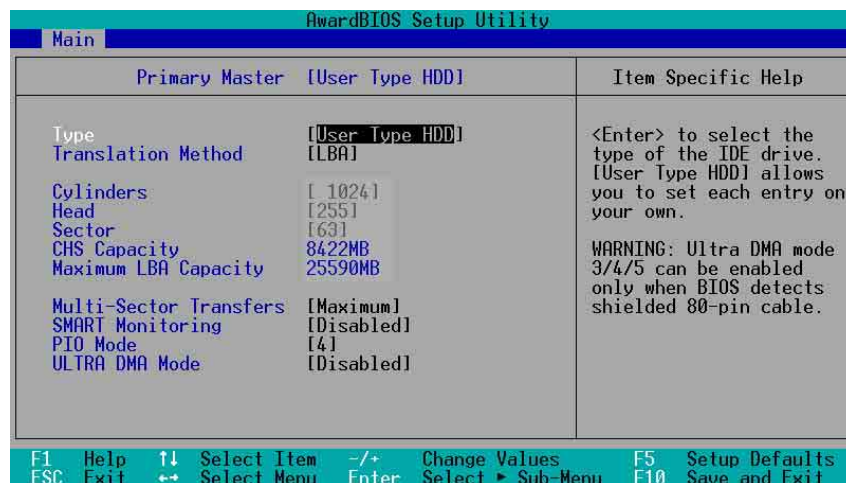 AwardBIOS Setup Utility
Main
Primary Master [User Type HDD]
Item Specific Help
Type [User Type HDD]
Translation Method [LBA]
Cylinders [ 1024]
Head [255]
Sector [63]
CHS Capacity 8422MB
Maximum LBA Capacity 25590MB
Multi-Sector Transfers [Maximum]
SMART Monitoring [Disabled]
PIO Mode [4]
ULTRA DMA Mode [Disabled]
<Enter> to select the
type of the IDE drive.
[User Type HDD] allows
you to set each entry on
your own.
WARNING: Ultra DMA mode
3/4/5 can be enabled
only when BIOS detects
shielded 80-pin cable.
F1 Help ↑↓ Select Item -/+ Change Values F5 Setup Defaults
ESC Exit ←→ Select Menu Enter Select ► Sub-Menu F10 Save and Exit